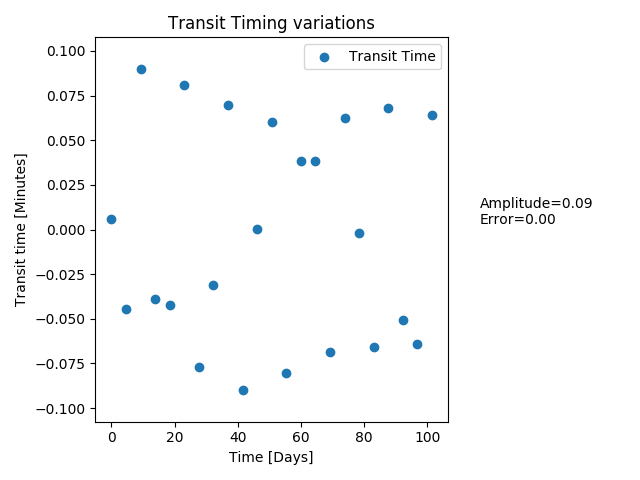 Transit Timing variations
Transit Time
0.100
0.075
0.050
0.025
0.000
−0.025
−0.050
−0.075
−0.100
Transit time [Minutes]
0 20 40 60 80 100
Time [Days]
Amplitude=0.09
Error=0.00